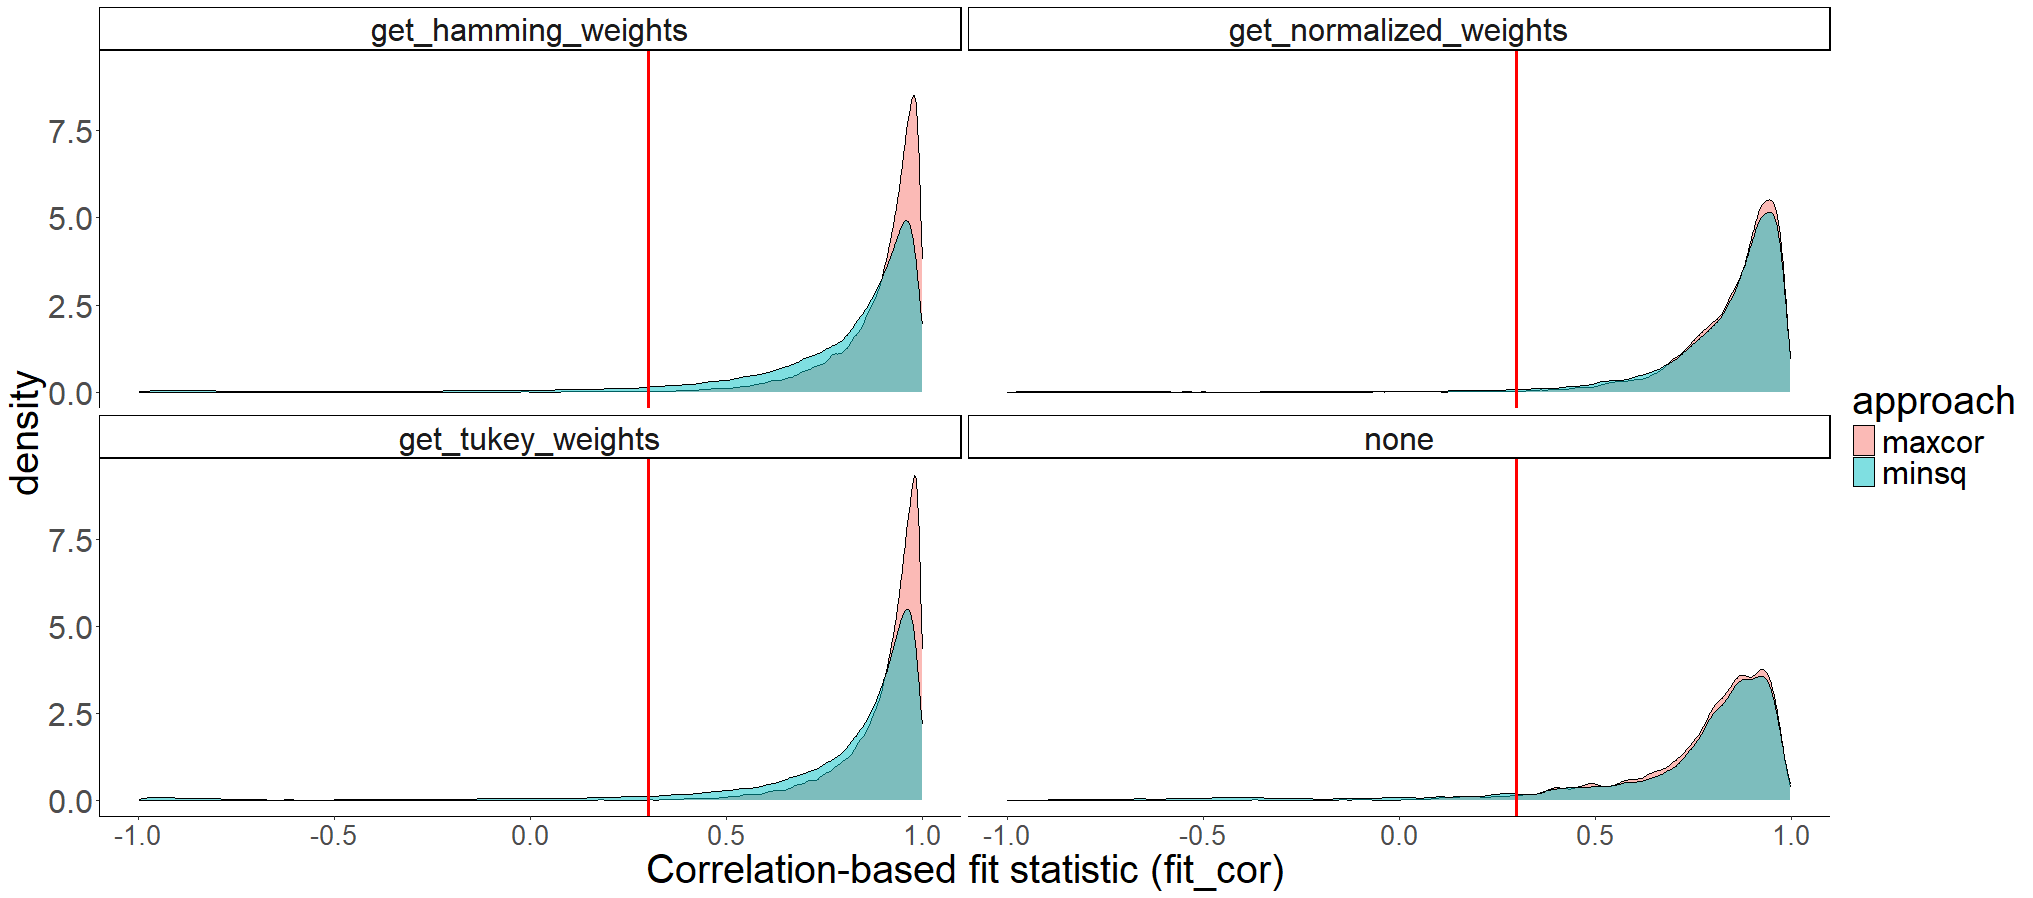 get_hamming_weights
get_normalized_weights
7.5
5.0
2.5
0.0
get_tukey_weights
none
7.5
5.0
2.5
0.0
density
-1.0
-0.5
0.0
0.5
1.0
-1.0
-0.5
0.0
0.5
1.0
Correlation-based fit statistic (fit_cor)
approach
maxcor
minsq